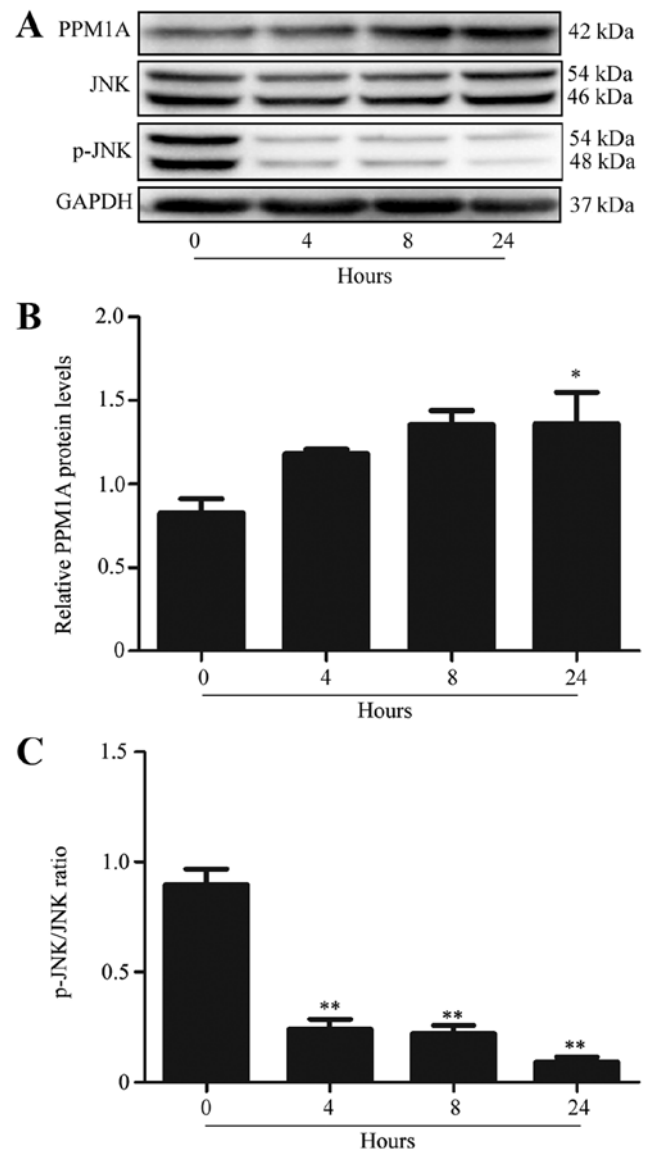 A
PPM1A 42 kDa
JNK 54 kDa
46 kDa
p-JNK 54 kDa
48 kDa
GAPDH 37 kDa
0 4 8 24
Hours
B
Relative PPM1A protein levels
2.0
1.5
1.0
0.5
0
*
0 4 8 24
Hours
C
p-JNK/JNK ratio
1.5
1.0
0.5
0
** ** **
0 4 8 24
Hours